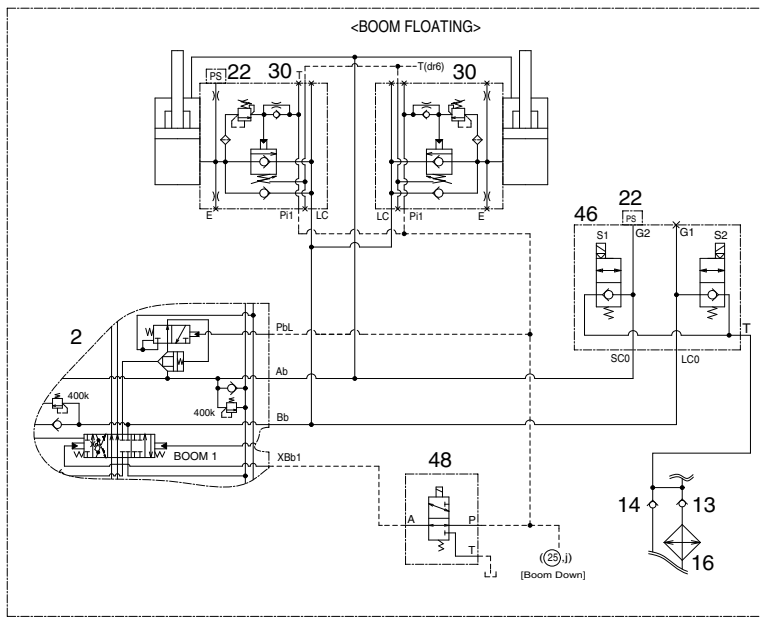 <BOOM FLOATING>
PS 22 30 T T(dr6) 30
E Pi1 LC LC Pi1 E
22
46 PS
S1 G2 G1 S2
T
SC0 LC0
2
PbL
Ab
400k
400k
Bb
BOOM 1
XBb1
48
A P
T
(25,j)
[Boom Down]
14 13
16